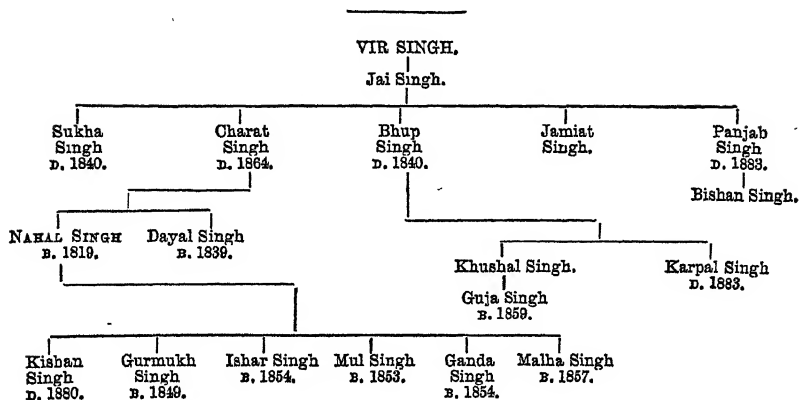 VIR SINGH.
Jai Singh.
Sukha Singh D. 1840.
Charat Singh D. 1864.
Bhup Singh D. 1840.
Jamiat Singh.
Panjab Singh D. 1883.
Bishan Singh.
NAHAL SINGH B. 1819.
Dayal Singh B. 1839.
Khushal Singh.
Karpal Singh D. 1883.
Guja Singh B. 1859.
Kishan Singh D. 1880.
Gurmukh Singh B. 1849.
Ishar Singh B. 1854.
Mul Singh B. 1853.
Ganda Singh B. 1854.
Malha Singh B. 1857.